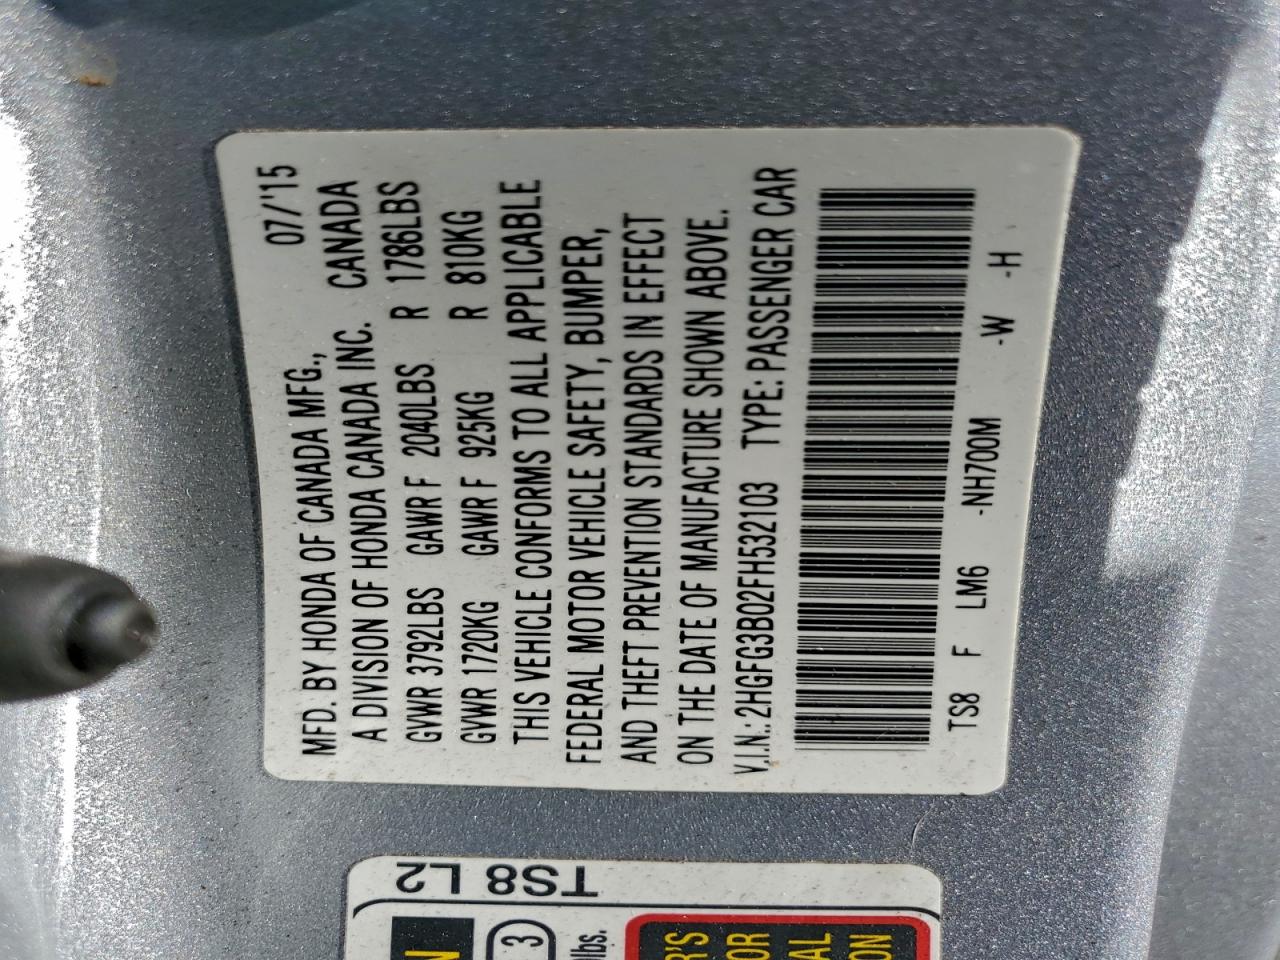 MFD. BY HONDA OF CANADA MFG., 07/'15
A DIVISION OF HONDA CANADA INC. CANADA
GVWR 3792LBS GAWR F 2040LBS R 1786LBS
GVWR 1720KG GAWR F 925KG R 810KG
THIS VEHICLE CONFORMS TO ALL APPLICABLE
FEDERAL MOTOR VEHICLE SAFETY, BUMPER,
AND THEFT PREVENTION STANDARDS IN EFFECT
ON THE DATE OF MANUFACTURE SHOWN ABOVE.
V.I.N.: 2HGFG3B02FH532103 TYPE: PASSENGER CAR
TS8 F LM6 -NH700M -W -H
TS8 L2
3
lbs.